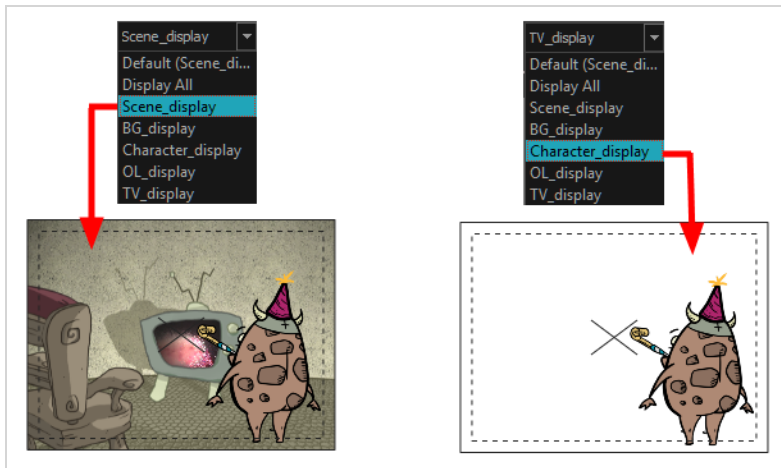 Scene_display
Default (Scene_di...
Display All
Scene_display
BG_display
Character_display
OL_display
TV_display
TV_display
Default (Scene_di...
Display All
Scene_display
BG_display
Character_display
OL_display
TV_display